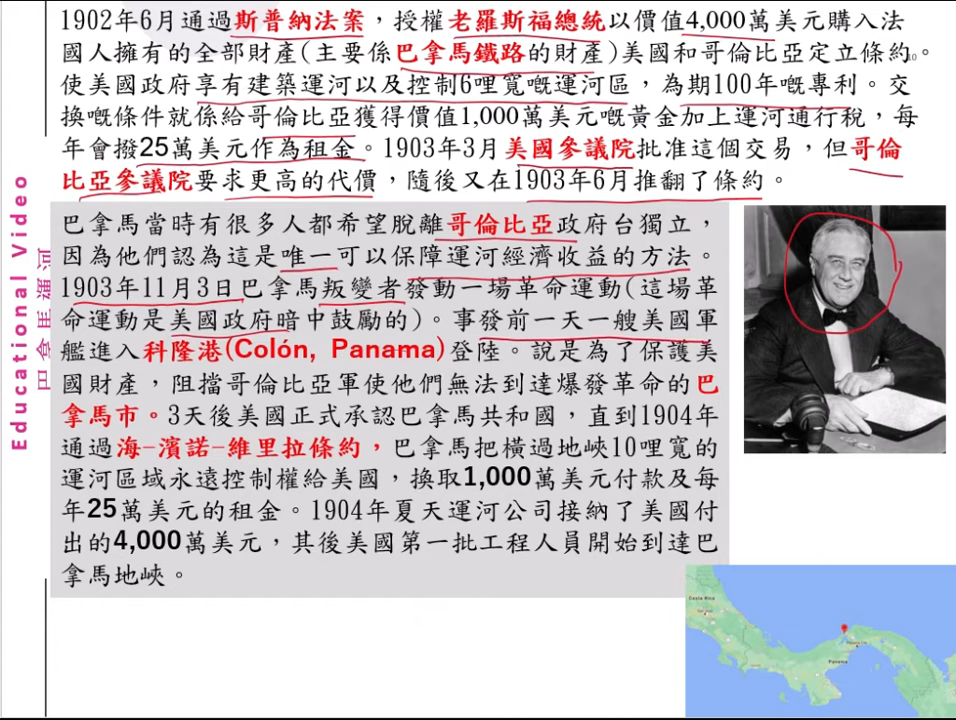 1902年6月通過斯普納法案，授權老羅斯福總統以價值4,000萬美元購入法
國人擁有的全部財產(主要係巴拿馬鐵路的財產)美國和哥倫比亞定立條約。
使美國政府享有建築運河以及控制6哩寬嘅運河區，為期100年嘅專利。交
換嘅條件就係給哥倫比亞獲得價值1,000萬美元嘅黃金加上運河通行稅，每
年會撥25萬美元作為租金。1903年3月美國參議院批准這個交易，但哥倫
比亞參議院要求更高的代價，隨後又在1903年6月推翻了條約。
巴拿馬當時有很多人都希望脫離哥倫比亞政府台獨立，
因為他們認為這是唯一可以保障運河經濟收益的方法。
1903年11月3日巴拿馬叛變者發動一場革命運動(這場革
命運動是美國政府暗中鼓勵的)。事發前一天一艘美國軍
艦進入科隆港(Colón, Panama)登陸。說是為了保護美
國財產，阻擋哥倫比亞軍使他們無法到達爆發革命的巴
拿馬市。3天後美國正式承認巴拿馬共和國，直到1904年
通過海-濱諾-維里拉條約，巴拿馬把橫過地峽10哩寬的
運河區域永遠控制權給美國，換取1,000萬美元付款及每
年25萬美元的租金。1904年夏天運河公司接納了美國付
出的4,000萬美元，其後美國第一批工程人員開始到達巴
拿馬地峽。
Educational Video
巴拿馬運河
Costa Rica
Panama